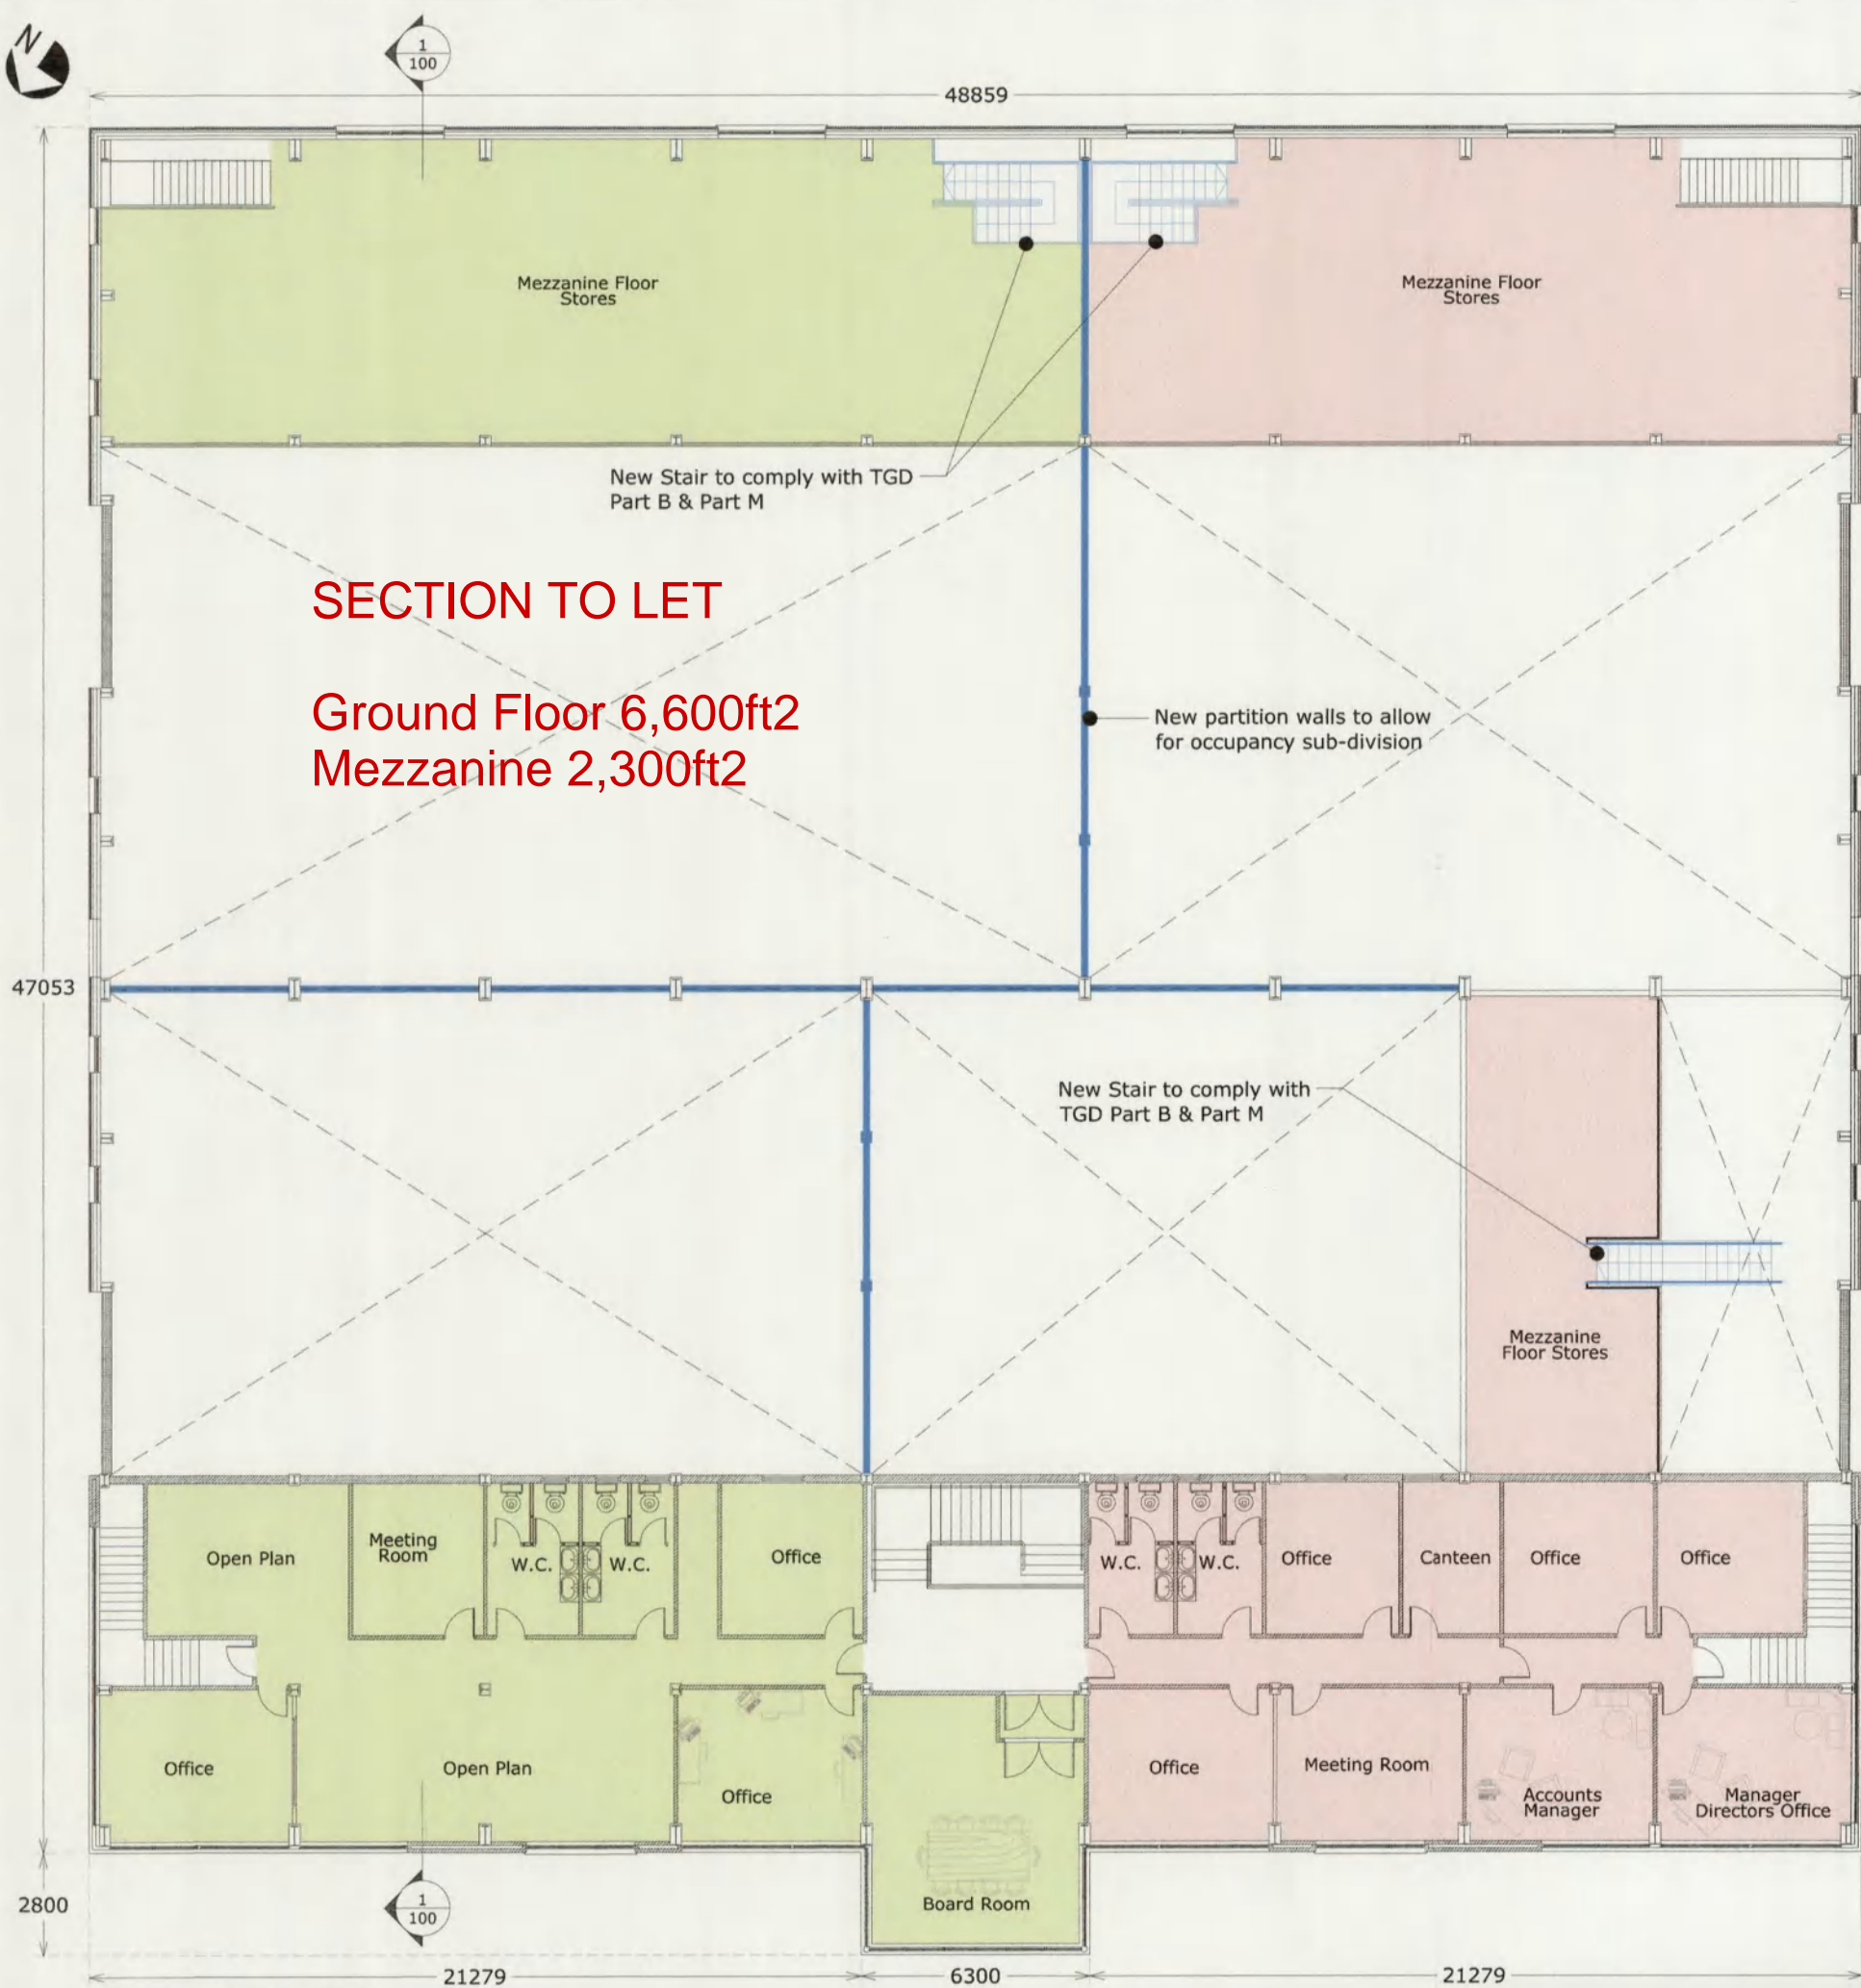 N
1
100
48859
Mezzanine Floor
Stores
Mezzanine Floor
Stores
New Stair to comply with TGD
Part B & Part M
SECTION TO LET
Ground Floor 6,600ft2
Mezzanine 2,300ft2
New partition walls to allow
for occupancy sub-division
47053
New Stair to comply with
TGD Part B & Part M
Mezzanine
Floor Stores
Open Plan
Meeting
Room
W.C.
W.C.
Office
W.C.
W.C.
Office
Canteen
Office
Office
Office
Open Plan
Office
Office
Meeting Room
Accounts
Manager
Manager
Directors Office
Board Room
2800
1
100
21279
6300
21279